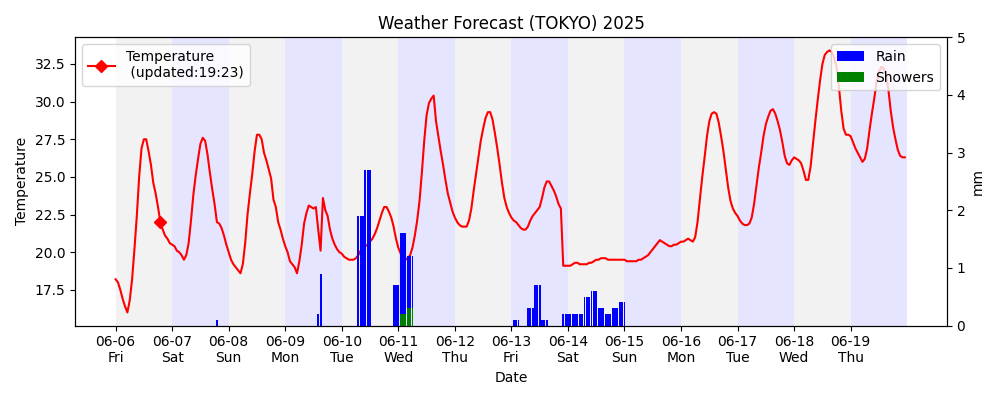 Weather Forecast (TOKYO) 2025
Temperature
(updated:19:23)
Rain
Showers
Temperature
32.5
30.0
27.5
25.0
22.5
20.0
17.5
5
4
3
2
1
0
mm
06-06 06-07 06-08 06-09 06-10 06-11 06-12 06-13 06-14 06-15 06-16 06-17 06-18 06-19
Fri Sat Sun Mon Tue Wed Thu Fri Sat Sun Mon Tue Wed Thu
Date